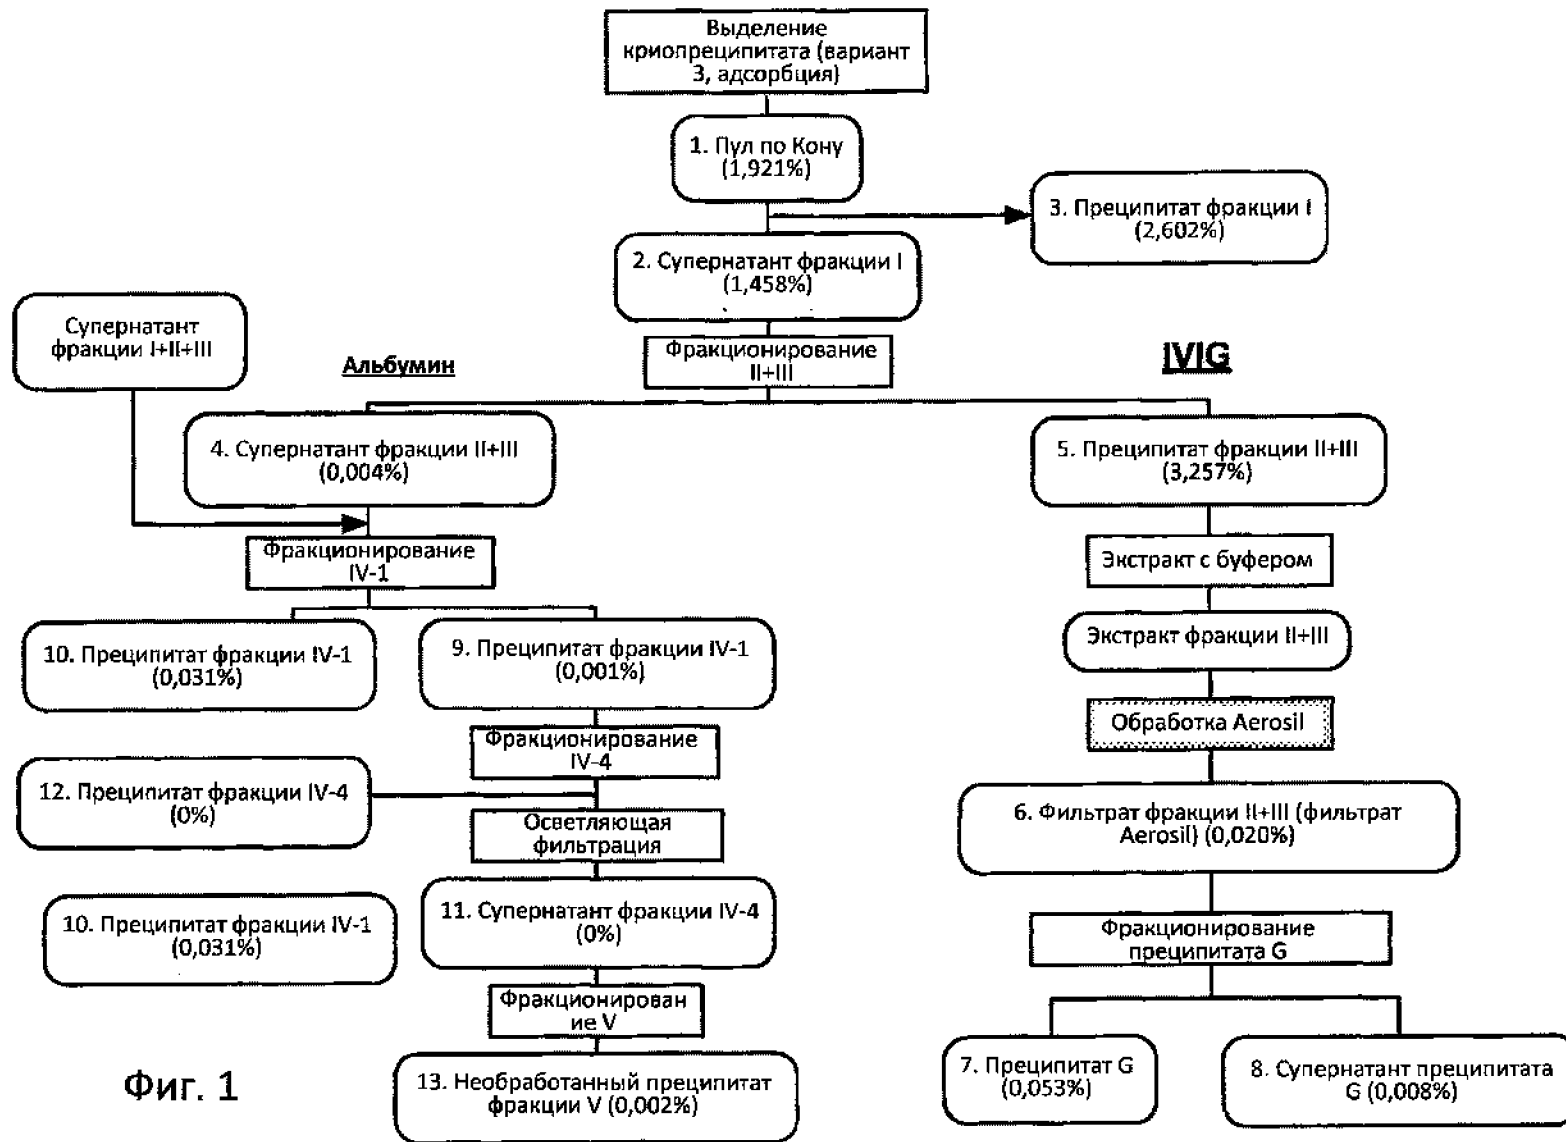 Выделение
криопреципитата (вариант
3, адсорбция)
1. Пул по Кону
(1,921%)
3. Преципитат фракции I
(2,602%)
2. Супернатант фракции I
(1,458%)
Супернатант
фракции I+II+III
Альбумин
Фракционирование
II+III
IVIG
4. Супернатант фракции II+III
(0,004%)
5. Преципитат фракции II+III
(3,257%)
Фракционирование
IV-1
Экстракт с буфером
10. Преципитат фракции IV-1
(0,031%)
9. Преципитат фракции IV-1
(0,001%)
Экстракт фракции II+III
Фракционирование
IV-4
Обработка Aerosil
12. Преципитат фракции IV-4
(0%)
Осветляющая
фильтрация
6. Фильтрат фракции II+III (фильтрат
Aerosil) (0,020%)
10. Преципитат фракции IV-1
(0,031%)
11. Супернатант фракции IV-4
(0%)
Фракционирование
преципитата G
Фракционирован
ие V
7. Преципитат G
(0,053%)
8. Супернатант преципитата
G (0,008%)
13. Необработанный преципитат
фракции V (0,002%)
Фиг. 1